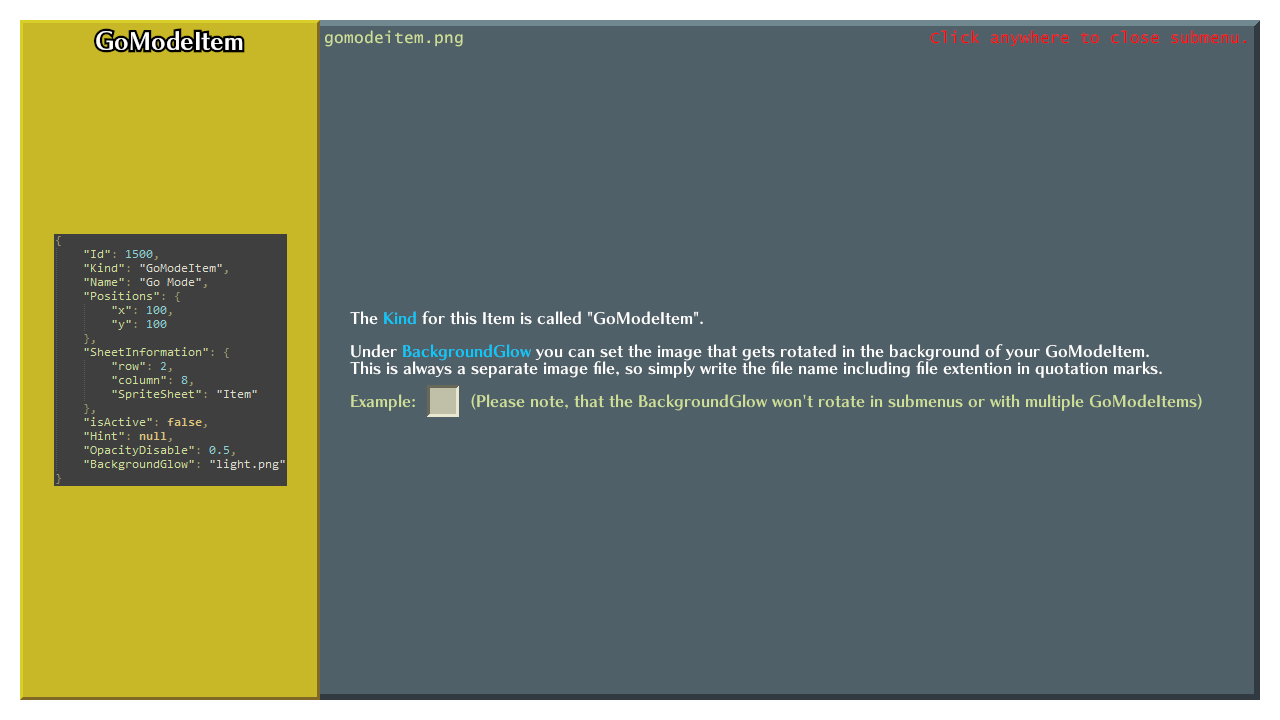 GoModeItem
gomodeitem.png
Click anywhere to close submenu.
{
"Id": 1500,
"Kind": "GoModeItem",
"Name": "Go Mode",
"Positions": {
"x": 100,
"y": 100
},
"SheetInformation": {
"row": 2,
"column": 8,
"SpriteSheet": "Item"
},
"isActive": false,
"Hint": null,
"OpacityDisable": 0.5,
"BackgroundGlow": "light.png"
}
The Kind for this Item is called "GoModeItem".
Under BackgroundGlow you can set the image that gets rotated in the background of your GoModeItem.
This is always a separate image file, so simply write the file name including file extention in quotation marks.
Example: (Please note, that the BackgroundGlow won't rotate in submenus or with multiple GoModeItems)